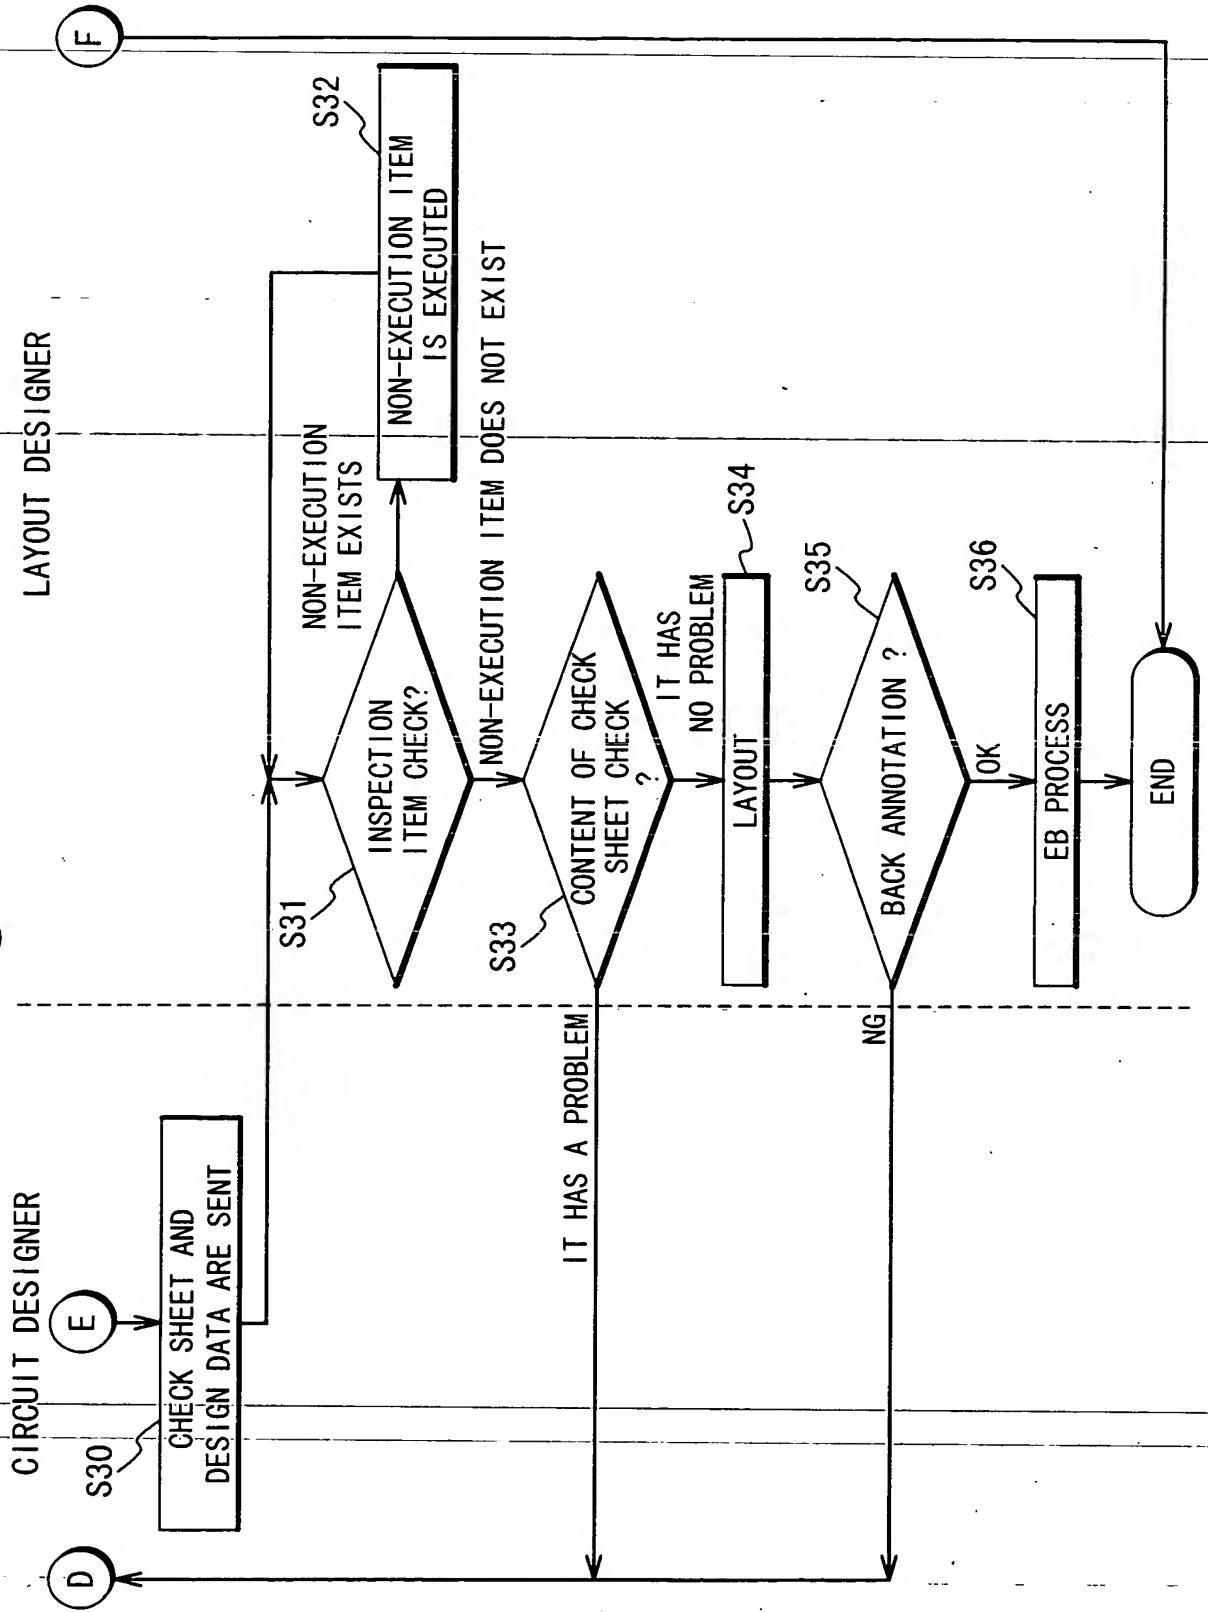 CIRCUIT DESIGNER
LAYOUT DESIGNER
D
E
F
S30
CHECK SHEET AND
DESIGN DATA ARE SENT
S31
INSPECTION
ITEM CHECK?
NON-EXECUTION
ITEM EXISTS
S32
NON-EXECUTION ITEM
IS EXECUTED
NON-EXECUTION ITEM DOES NOT EXIST
S33
CONTENT OF CHECK
SHEET CHECK
?
IT HAS A PROBLEM
IT HAS
NO PROBLEM
S34
LAYOUT
S35
BACK ANNOTATION ?
NG
OK
S36
EB PROCESS
END